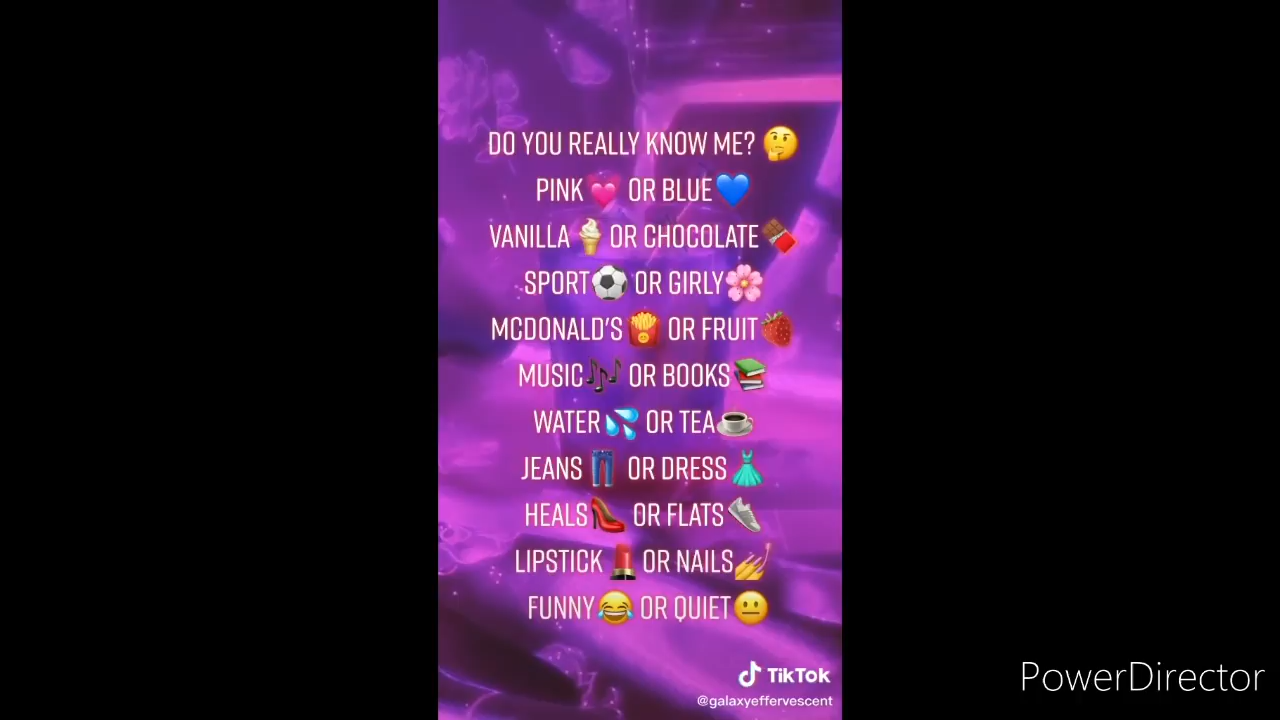 DO YOU REALLY KNOW ME? 🤔
PINK💗 OR BLUE💙
VANILLA🍦OR CHOCOLATE🍫
SPORT⚽ OR GIRLY🌸
MCDONALD'S🍟 OR FRUIT🍓
MUSIC🎶 OR BOOKS📚
WATER💦 OR TEA☕
JEANS👖 OR DRESS👗
HEALS👠 OR FLATS👟
LIPSTICK💄OR NAILS💅
FUNNY😂 OR QUIET😐
TikTok
@galaxyeffervescent
PowerDirector